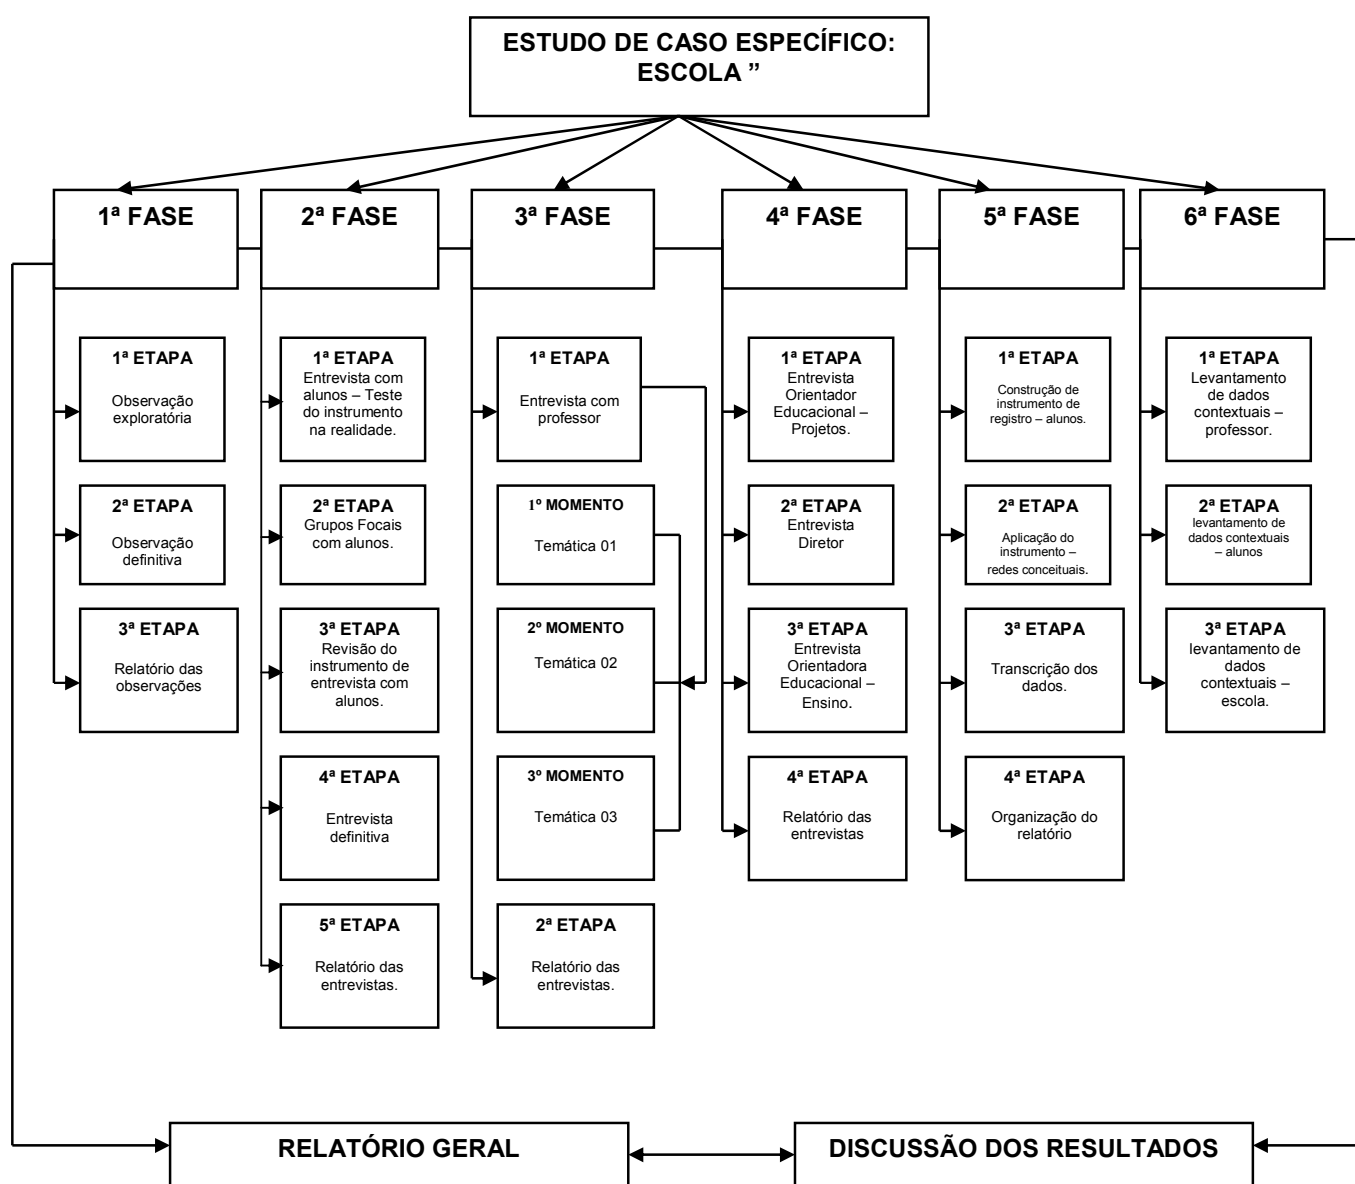 ESTUDO DE CASO ESPECÍFICO:
ESCOLA ”
1ª FASE
2ª FASE
3ª FASE
4ª FASE
5ª FASE
6ª FASE
1ª ETAPA
Observação
exploratória
2ª ETAPA
Observação
definitiva
3ª ETAPA
Relatório das
observações
1ª ETAPA
Entrevista com
alunos – Teste
do instrumento
na realidade.
2ª ETAPA
Grupos Focais
com alunos.
3ª ETAPA
Revisão do
instrumento de
entrevista com
alunos.
4ª ETAPA
Entrevista
definitiva
5ª ETAPA
Relatório das
entrevistas.
1ª ETAPA
Entrevista com
professor
1º MOMENTO
Temática 01
2º MOMENTO
Temática 02
3º MOMENTO
Temática 03
2ª ETAPA
Relatório das
entrevistas.
1ª ETAPA
Entrevista
Orientador
Educacional –
Projetos.
2ª ETAPA
Entrevista
Diretor
3ª ETAPA
Entrevista
Orientadora
Educacional –
Ensino.
4ª ETAPA
Relatório das
entrevistas
1ª ETAPA
Construção de
instrumento de
registro – alunos.
2ª ETAPA
Aplicação do
instrumento –
redes conceituais.
3ª ETAPA
Transcrição dos
dados.
4ª ETAPA
Organização do
relatório
1ª ETAPA
Levantamento
de dados
contextuais –
professor.
2ª ETAPA
levantamento de
dados contextuais
– alunos
3ª ETAPA
levantamento de
dados
contextuais –
escola.
RELATÓRIO GERAL
DISCUSSÃO DOS RESULTADOS